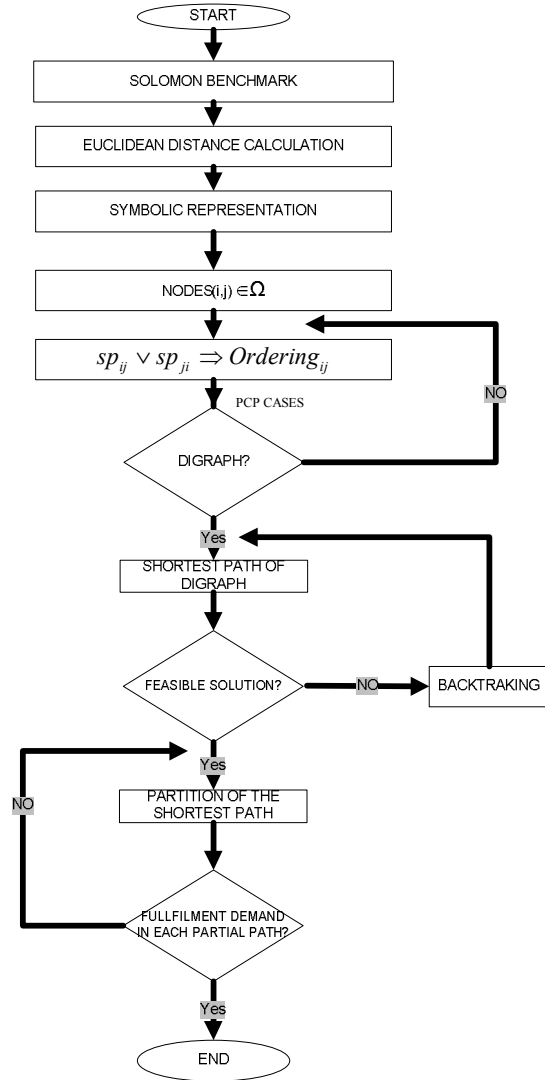 START
SOLOMON BENCHMARK
EUCLIDEAN DISTANCE CALCULATION
SYMBOLIC REPRESENTATION
NODES(i,j) ∈Ω
sp_ij ∨ sp_ji ⇒ Ordering_ij
PCP CASES
NO
DIGRAPH?
Yes
SHORTEST PATH OF
DIGRAPH
FEASIBLE SOLUTION?
NO
BACKTRAKING
Yes
PARTITION OF THE
SHORTEST PATH
NO
FULLFILMENT DEMAND
IN EACH PARTIAL PATH?
Yes
END